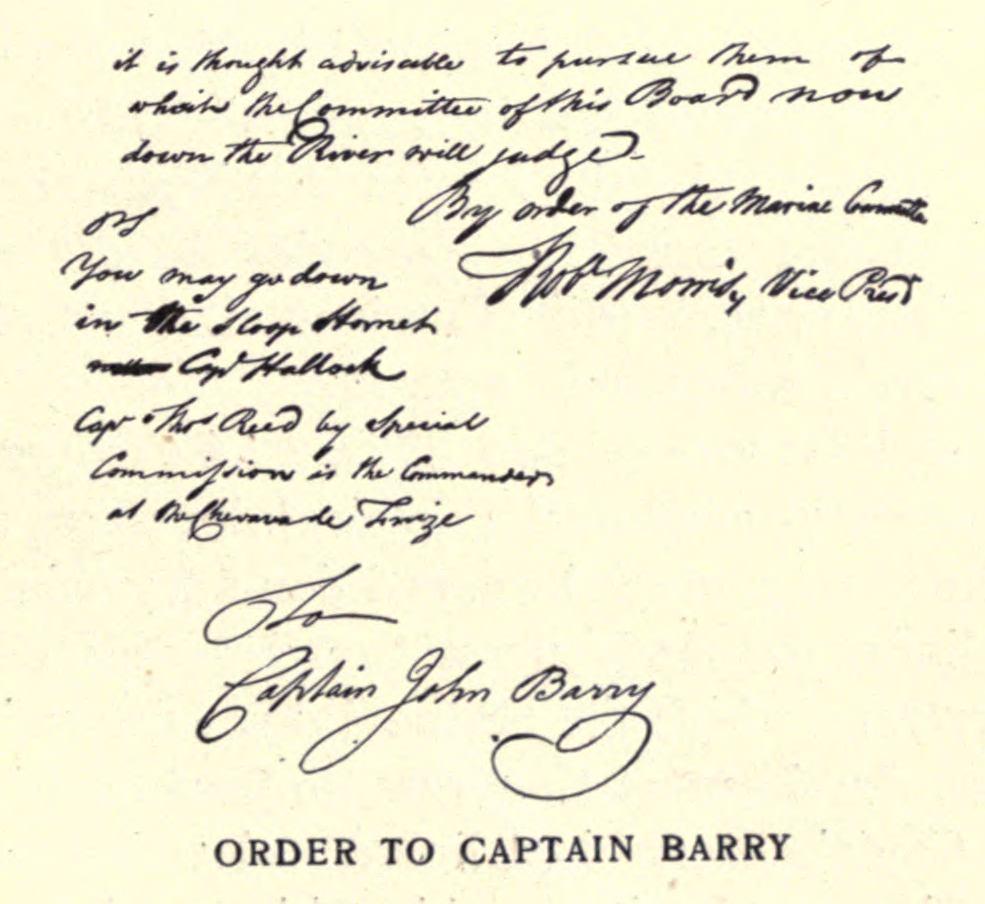 it is thought advisable to pursue them of
which the Committee of this Board now
down the River will judge.
By order of the Marine Committee
Robt Morris, Vice Presd
PS
You may go down
in the Sloop Hornet
Capt Hallock
Capt Thos Read by Special
Commission is the Commander
at the Chevaux de
To
Captain John Barry
ORDER TO CAPTAIN BARRY